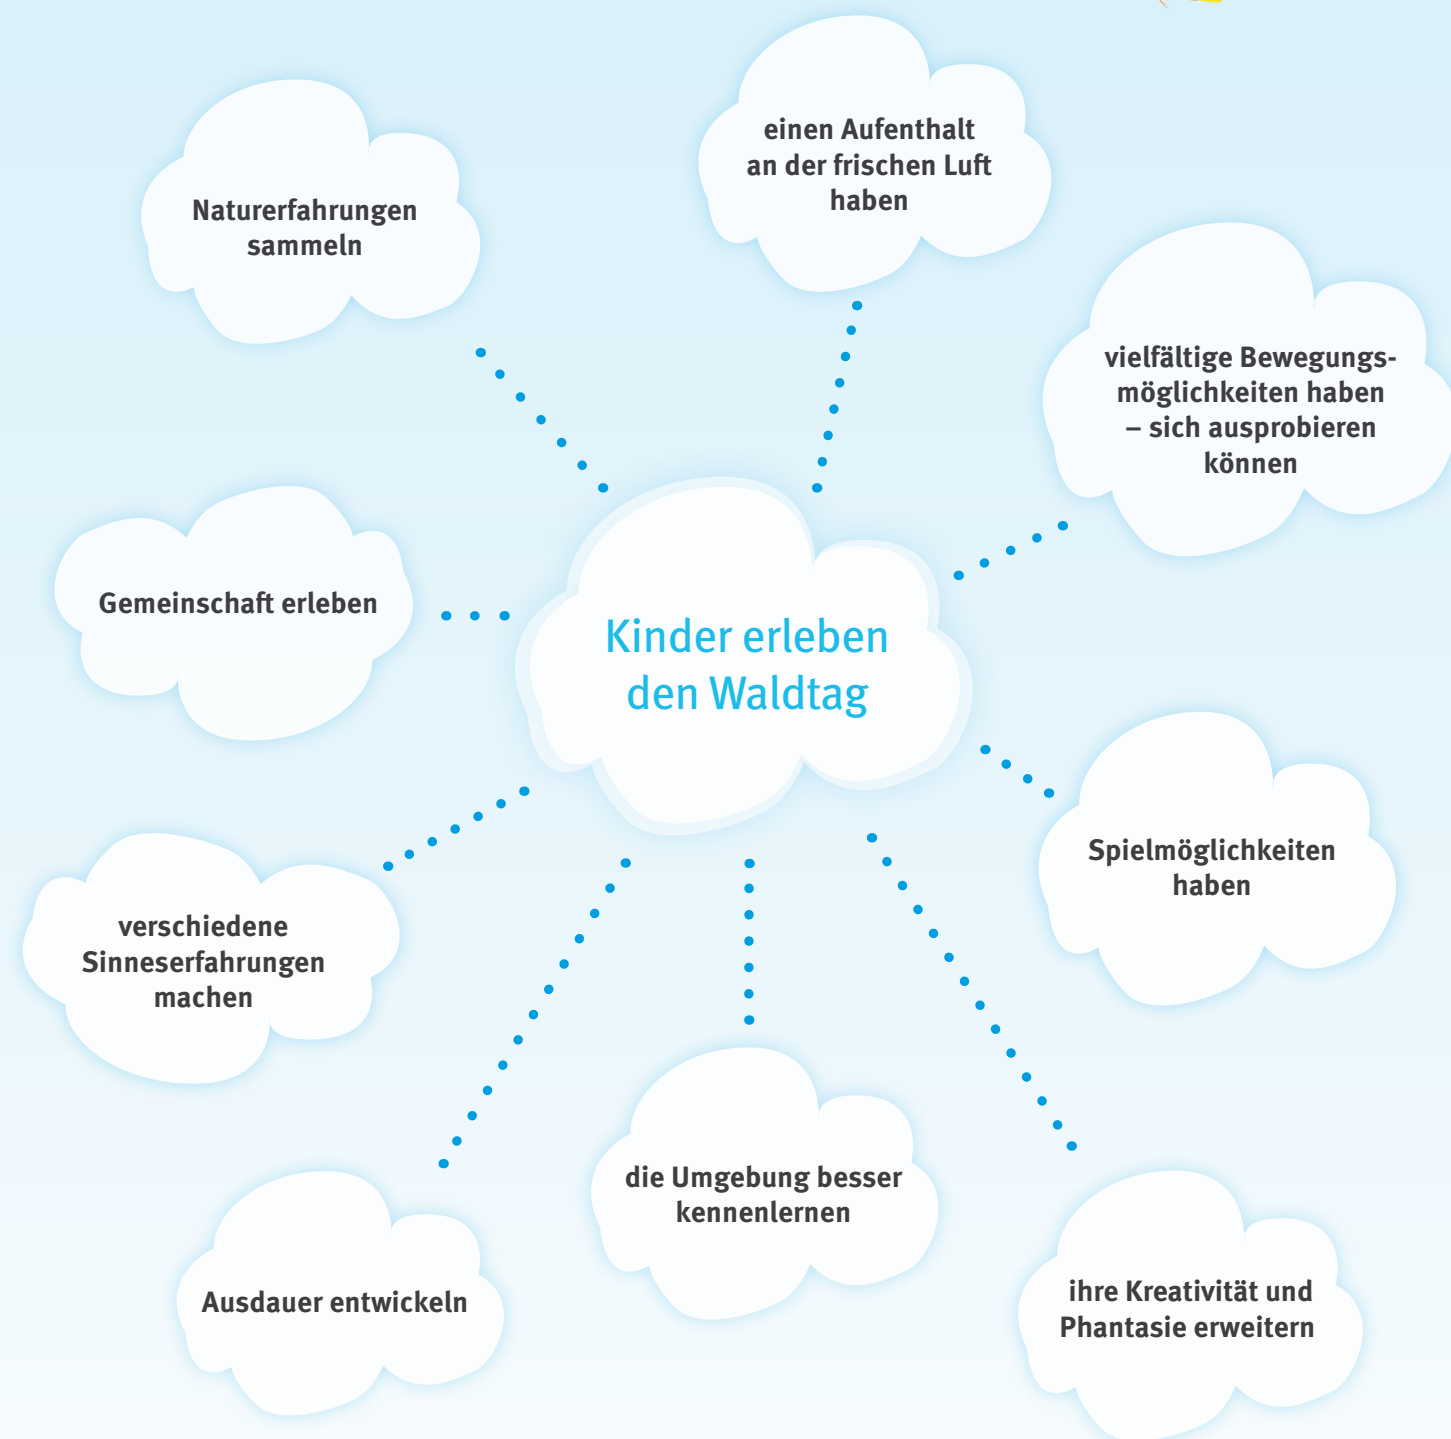 einen Aufenthalt
an der frischen Luft
haben
Naturerfahrungen
sammeln
vielfältige Bewegungs-
möglichkeiten haben
– sich ausprobieren
können
Gemeinschaft erleben
Kinder erleben
den Waldtag
Spielmöglichkeiten
haben
verschiedene
Sinneserfahrungen
machen
die Umgebung besser
kennenlernen
Ausdauer entwickeln
ihre Kreativität und
Phantasie erweitern